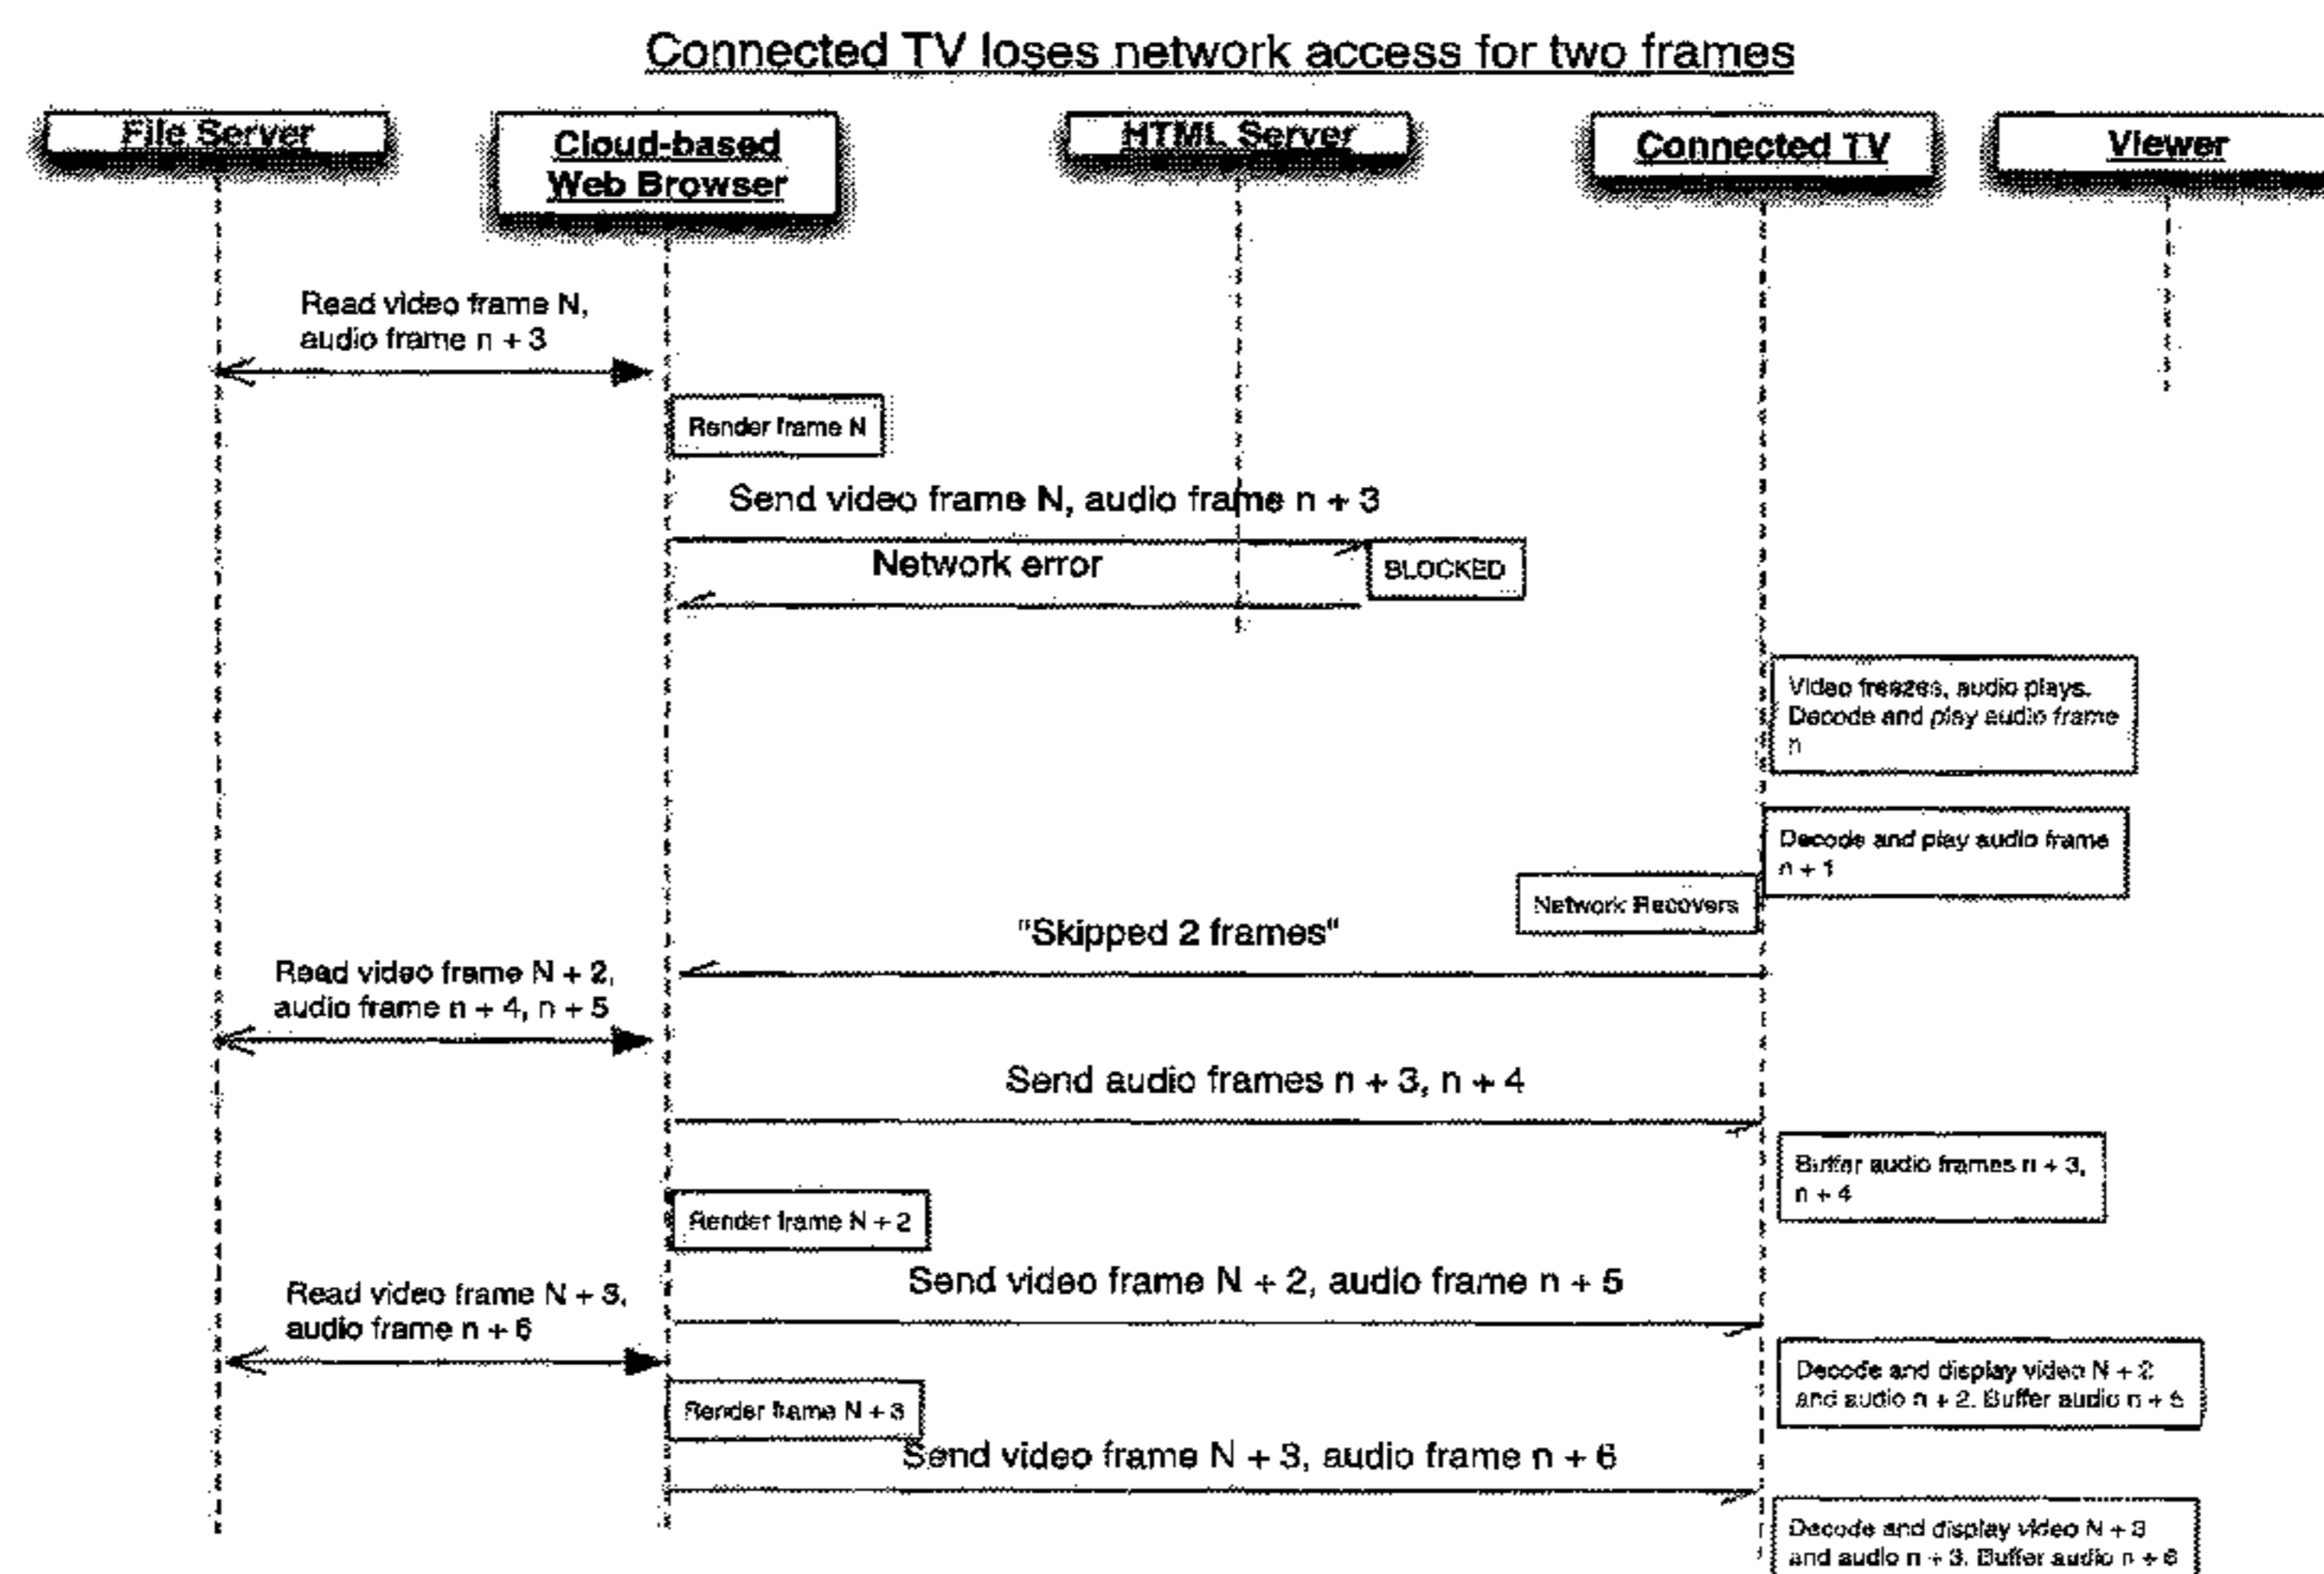 Connected TV loses network access for two frames
File Server
Cloud-based
Web Browser
HTML Server
Connected TV
Viewer
Read video frame N,
audio frame n + 3
Render frame N
Send video frame N, audio frame n + 3
Network error
BLOCKED
Video freezes, audio plays.
Decode and play audio frame
n
Decode and play audio frame
n + 1
Network Recovers
"Skipped 2 frames"
Read video frame N + 2,
audio frame n + 4, n + 5
Send audio frames n + 3, n + 4
Buffer audio frames n + 3,
n + 4
Render frame N + 2
Send video frame N + 2, audio frame n + 5
Read video frame N + 3,
audio frame n + 6
Decode and display video N + 2
and audio n + 2. Buffer audio n + 5
Render frame N + 3
Send video frame N + 3, audio frame n + 6
Decode and display video N + 3
and audio n + 3. Buffer audio n + 6